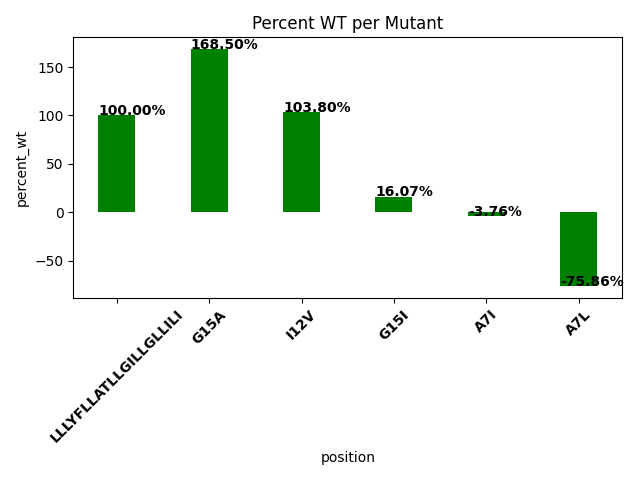 Percent WT per Mutant
percent_wt
150
100
50
0
−50
100.00%
168.50%
103.80%
16.07%
-3.76%
-75.86%
LLLYFLLATLLGILLGLLILI
G15A
I12V
G15I
A7I
A7L
position